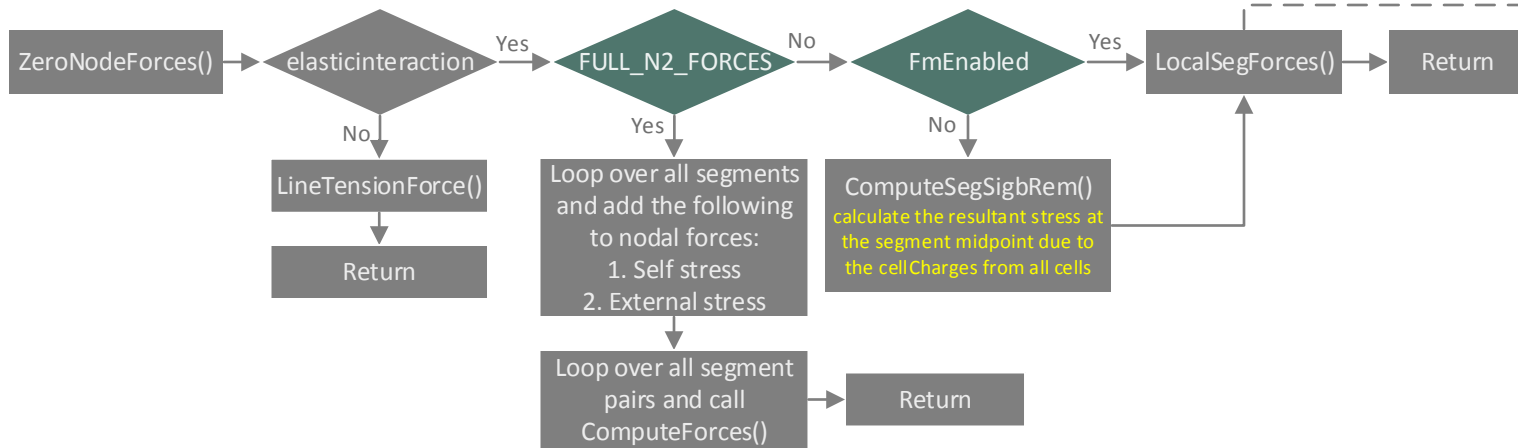 ZeroNodeForces()
elasticinteraction
Yes
FULL_N2_FORCES
No
FmEnabled
Yes
LocalSegForces()
Return
No
LineTensionForce()
Return
Yes
Loop over all segments
and add the following
to nodal forces:
1. Self stress
2. External stress
Loop over all segment
pairs and call
ComputeForces()
Return
No
ComputeSegSigbRem()
calculate the resultant stress at
the segment midpoint due to
the cellCharges from all cells